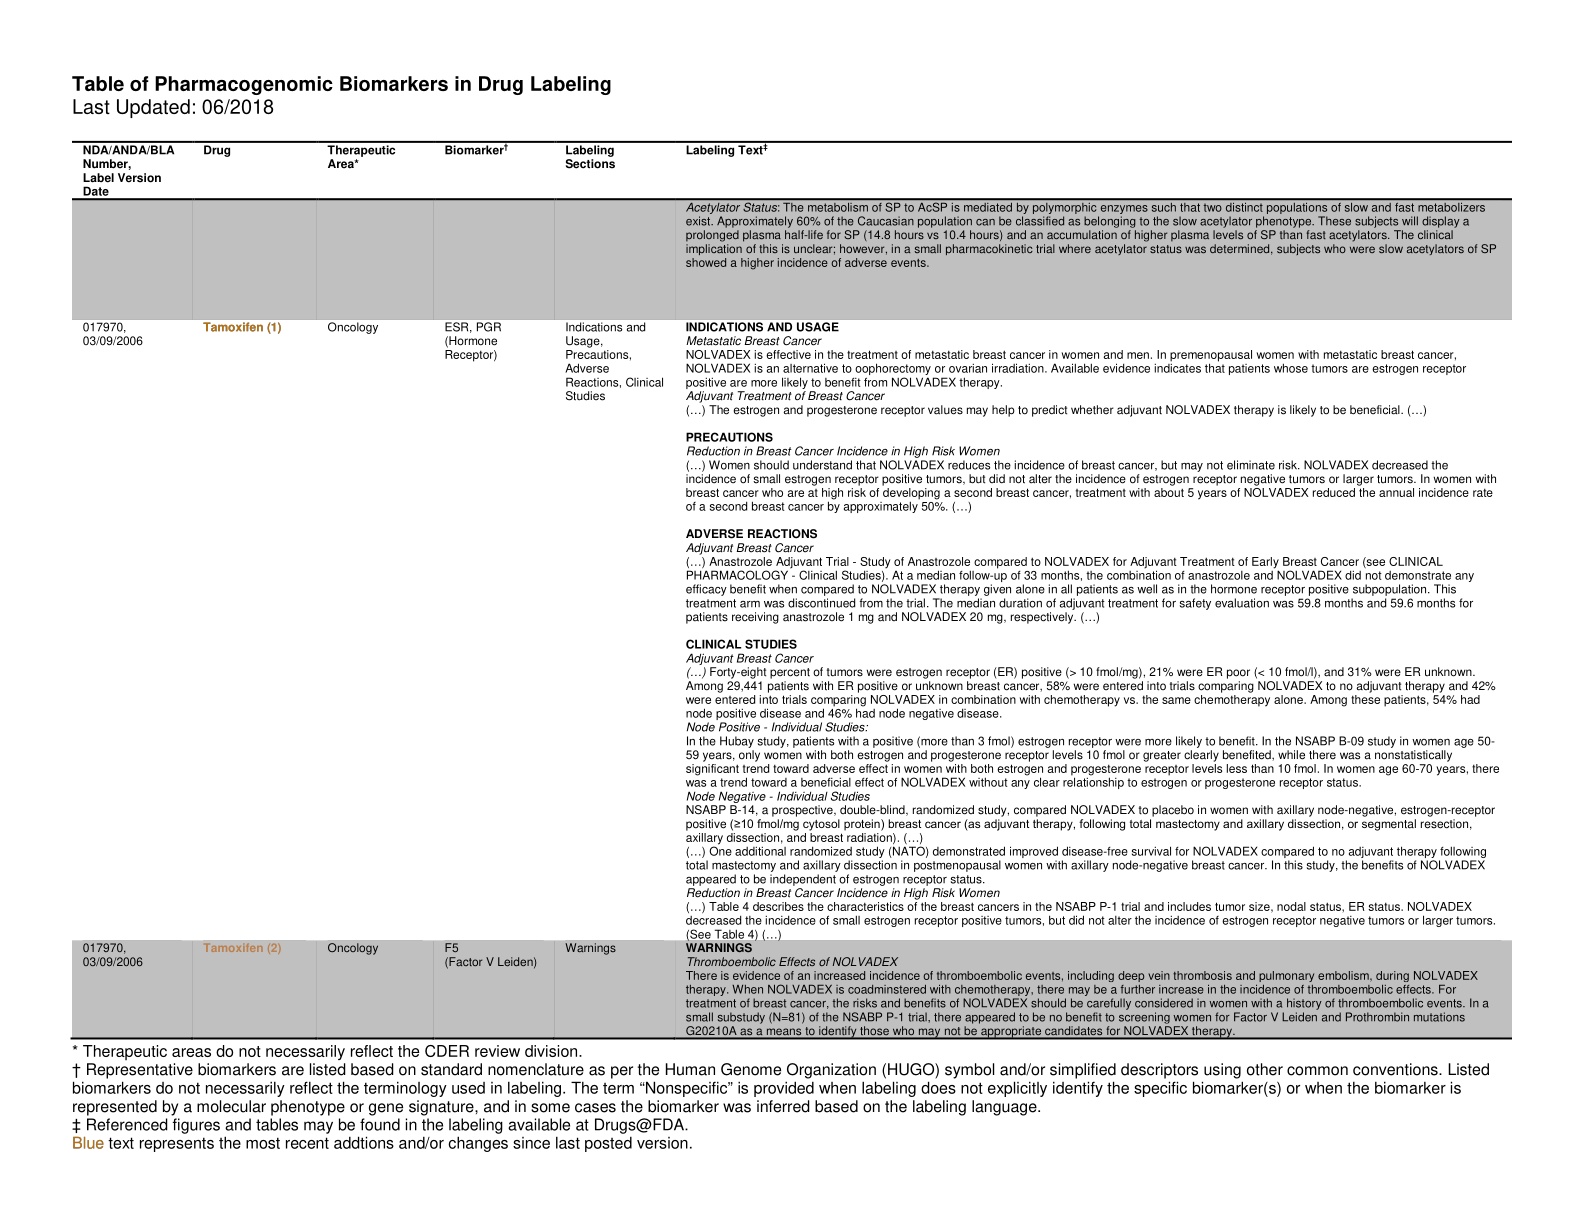 Table of Pharmacogenomic Biomarkers in Drug Labeling
Last Updated: 06/2018
NDA/ANDA/BLA Number, Label Version Date
Drug
Therapeutic Area*
Biomarker†
Labeling Sections
Labeling Text‡
Acetylator Status: The metabolism of SP to AcSP is mediated by polymorphic enzymes such that two distinct populations of slow and fast metabolizers
exist. Approximately 60% of the Caucasian population can be classified as belonging to the slow acetylator phenotype. These subjects will display a
prolonged plasma half-life for SP (14.8 hours vs 10.4 hours) and an accumulation of higher plasma levels of SP than fast acetylators. The clinical
implication of this is unclear; however, in a small pharmacokinetic trial where acetylator status was determined, subjects who were slow acetylators of SP
showed a higher incidence of adverse events.
017970,
03/09/2006
Tamoxifen (1)
Oncology
ESR, PGR
(Hormone
Receptor)
Indications and
Usage,
Precautions,
Adverse
Reactions, Clinical
Studies
INDICATIONS AND USAGE
Metastatic Breast Cancer
NOLVADEX is effective in the treatment of metastatic breast cancer in women and men. In premenopausal women with metastatic breast cancer,
NOLVADEX is an alternative to oophorectomy or ovarian irradiation. Available evidence indicates that patients whose tumors are estrogen receptor
positive are more likely to benefit from NOLVADEX therapy.
Adjuvant Treatment of Breast Cancer
(…) The estrogen and progesterone receptor values may help to predict whether adjuvant NOLVADEX therapy is likely to be beneficial. (…)
PRECAUTIONS
Reduction in Breast Cancer Incidence in High Risk Women
(…) Women should understand that NOLVADEX reduces the incidence of breast cancer, but may not eliminate risk. NOLVADEX decreased the
incidence of small estrogen receptor positive tumors, but did not alter the incidence of estrogen receptor negative tumors or larger tumors. In women with
breast cancer who are at high risk of developing a second breast cancer, treatment with about 5 years of NOLVADEX reduced the annual incidence rate
of a second breast cancer by approximately 50%. (…)
ADVERSE REACTIONS
Adjuvant Breast Cancer
(…) Anastrozole Adjuvant Trial - Study of Anastrozole compared to NOLVADEX for Adjuvant Treatment of Early Breast Cancer (see CLINICAL
PHARMACOLOGY - Clinical Studies). At a median follow-up of 33 months, the combination of anastrozole and NOLVADEX did not demonstrate any
efficacy benefit when compared to NOLVADEX therapy given alone in all patients as well as in the hormone receptor positive subpopulation. This
treatment arm was discontinued from the trial. The median duration of adjuvant treatment for safety evaluation was 59.8 months and 59.6 months for
patients receiving anastrozole 1 mg and NOLVADEX 20 mg, respectively. (…)
CLINICAL STUDIES
Adjuvant Breast Cancer
(…) Forty-eight percent of tumors were estrogen receptor (ER) positive (> 10 fmol/mg), 21% were ER poor (< 10 fmol/l), and 31% were ER unknown.
Among 29,441 patients with ER positive or unknown breast cancer, 58% were entered into trials comparing NOLVADEX to no adjuvant therapy and 42%
were entered into trials comparing NOLVADEX in combination with chemotherapy vs. the same chemotherapy alone. Among these patients, 54% had
node positive disease and 46% had node negative disease.
Node Positive - Individual Studies:
In the Hubay study, patients with a positive (more than 3 fmol) estrogen receptor were more likely to benefit. In the NSABP B-09 study in women age 50-
59 years, only women with both estrogen and progesterone receptor levels 10 fmol or greater clearly benefited, while there was a nonstatistically
significant trend toward adverse effect in women with both estrogen and progesterone receptor levels less than 10 fmol. In women age 60-70 years, there
was a trend toward a beneficial effect of NOLVADEX without any clear relationship to estrogen or progesterone receptor status.
Node Negative - Individual Studies
NSABP B-14, a prospective, double-blind, randomized study, compared NOLVADEX to placebo in women with axillary node-negative, estrogen-receptor
positive (≥10 fmol/mg cytosol protein) breast cancer (as adjuvant therapy, following total mastectomy and axillary dissection, or segmental resection,
axillary dissection, and breast radiation). (…)
(…) One additional randomized study (NATO) demonstrated improved disease-free survival for NOLVADEX compared to no adjuvant therapy following
total mastectomy and axillary dissection in postmenopausal women with axillary node-negative breast cancer. In this study, the benefits of NOLVADEX
appeared to be independent of estrogen receptor status.
Reduction in Breast Cancer Incidence in High Risk Women
(…) Table 4 describes the characteristics of the breast cancers in the NSABP P-1 trial and includes tumor size, nodal status, ER status. NOLVADEX
decreased the incidence of small estrogen receptor positive tumors, but did not alter the incidence of estrogen receptor negative tumors or larger tumors.
(See Table 4) (…)
017970,
03/09/2006
Tamoxifen (2)
Oncology
F5
(Factor V Leiden)
Warnings
WARNINGS
Thromboembolic Effects of NOLVADEX
There is evidence of an increased incidence of thromboembolic events, including deep vein thrombosis and pulmonary embolism, during NOLVADEX
therapy. When NOLVADEX is coadminstered with chemotherapy, there may be a further increase in the incidence of thromboembolic effects. For
treatment of breast cancer, the risks and benefits of NOLVADEX should be carefully considered in women with a history of thromboembolic events. In a
small substudy (N=81) of the NSABP P-1 trial, there appeared to be no benefit to screening women for Factor V Leiden and Prothrombin mutations
G20210A as a means to identify those who may not be appropriate candidates for NOLVADEX therapy.
* Therapeutic areas do not necessarily reflect the CDER review division.
† Representative biomarkers are listed based on standard nomenclature as per the Human Genome Organization (HUGO) symbol and/or simplified descriptors using other common conventions. Listed
biomarkers do not necessarily reflect the terminology used in labeling. The term “Nonspecific” is provided when labeling does not explicitly identify the specific biomarker(s) or when the biomarker is
represented by a molecular phenotype or gene signature, and in some cases the biomarker was inferred based on the labeling language.
‡ Referenced figures and tables may be found in the labeling available at Drugs@FDA.
Blue text represents the most recent addtions and/or changes since last posted version.